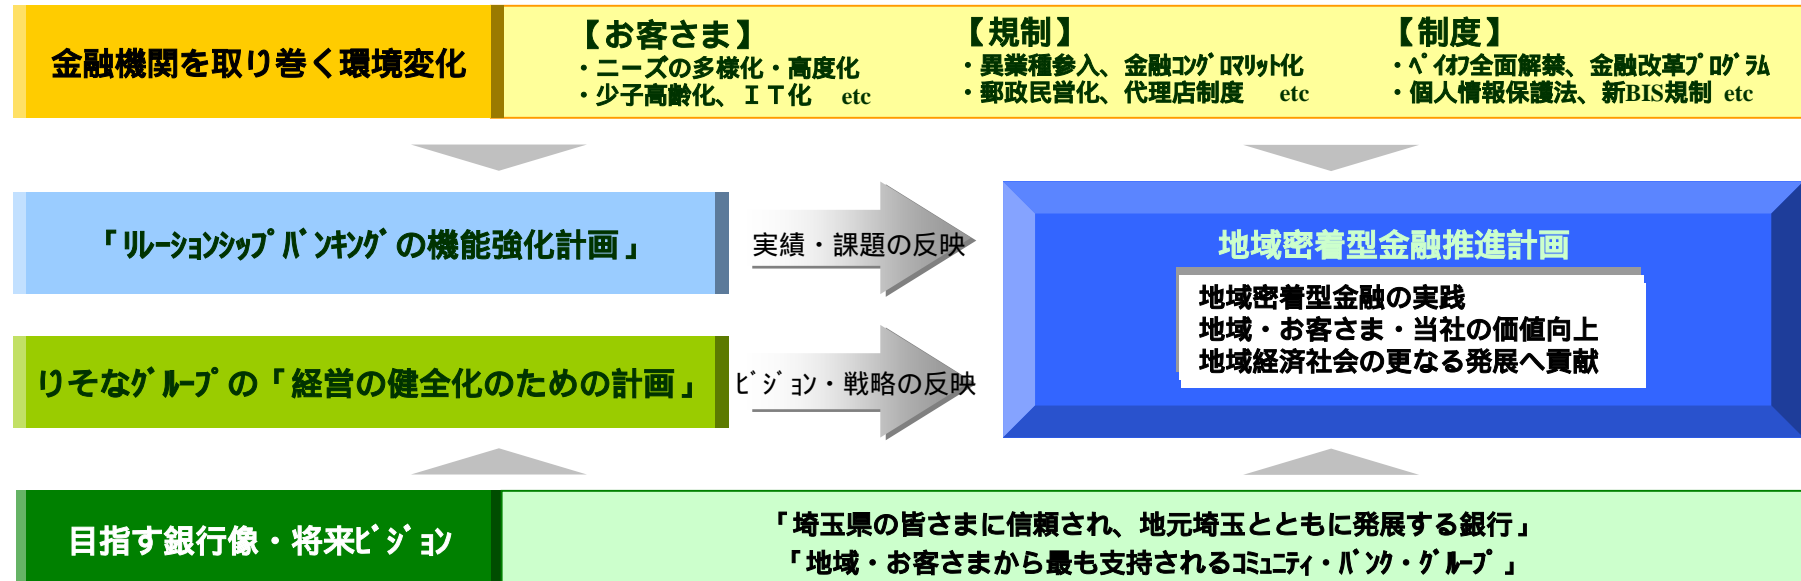 金融機関を取り巻く環境変化
【お客さま】
・ニーズの多様化・高度化
・少子高齢化、ＩＴ化 etc
【規制】
・異業種参入、金融ｺﾝｸﾞﾛﾏﾘｯﾄ化
・郵政民営化、代理店制度 etc
【制度】
・ﾍﾟｲｵﾌ全面解禁、金融改革ﾌﾟﾛｸﾞﾗﾑ
・個人情報保護法、新BIS規制 etc
「ﾘﾚｰｼｮﾝｼｯﾌﾟﾊﾞﾝｷﾝｸﾞの機能強化計画」
実績・課題の反映
りそなｸﾞﾙｰﾌﾟの「経営の健全化のための計画」
ﾋﾞｼﾞｮﾝ・戦略の反映
地域密着型金融推進計画
地域密着型金融の実践
地域・お客さま・当社の価値向上
地域経済社会の更なる発展へ貢献
目指す銀行像・将来ﾋﾞｼﾞｮﾝ
「埼玉県の皆さまに信頼され、地元埼玉とともに発展する銀行」
「地域・お客さまから最も支持されるｺﾐｭﾆﾃｨ・ﾊﾞﾝｸ・ｸﾞﾙｰﾌﾟ」